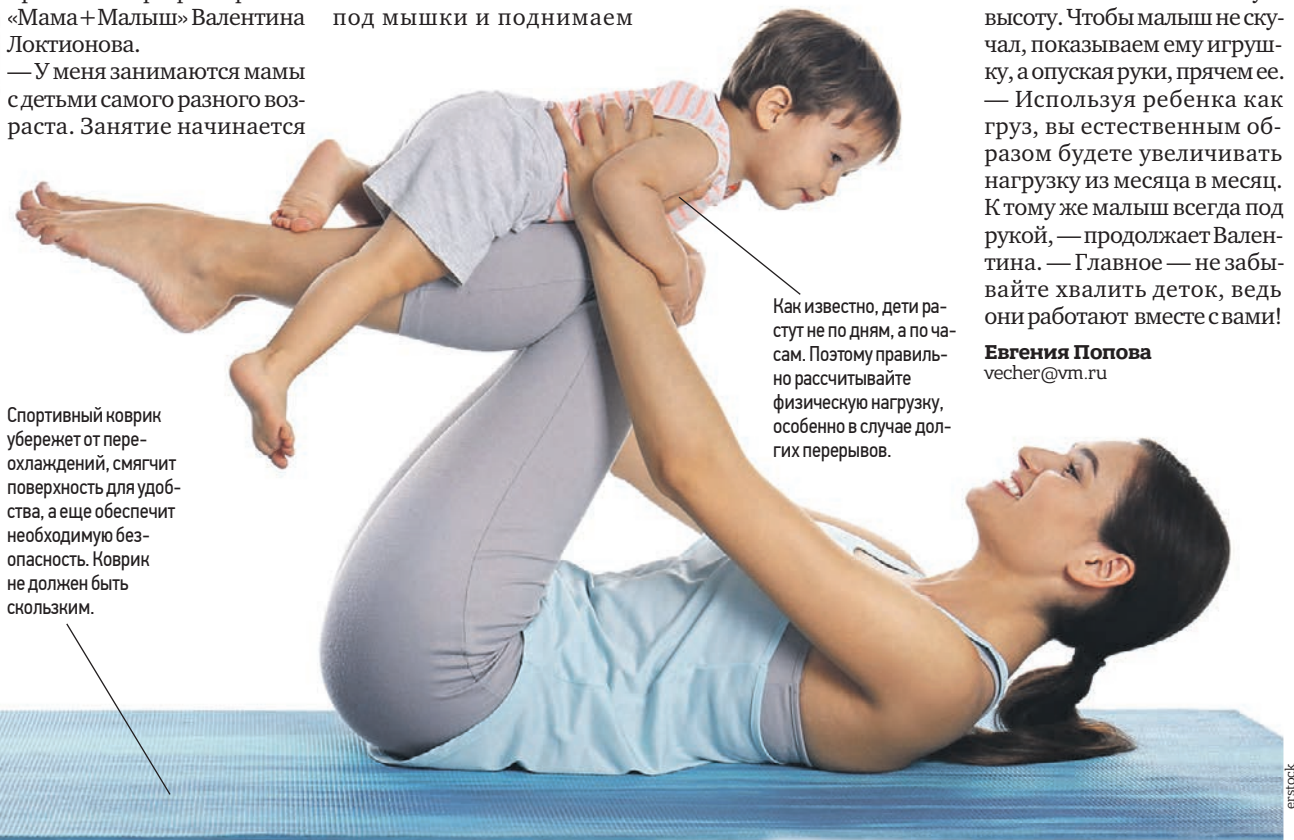 «Мама+Малыш» Валентина
Локтионова.
— У меня занимаются мамы
с детьми самого разного воз-
раста. Занятие начинается
под мышки и поднимаем
высоту. Чтобы малыш не ску-
чал, показываем ему игруш-
ку, а опуская руки, прячем ее.
— Используя ребенка как
груз, вы естественным об-
разом будете увеличивать
нагрузку из месяца в месяц.
К тому же малыш всегда под
рукой, — продолжает Вален-
тина. — Главное — не забы-
вайте хвалить деток, ведь
они работают вместе с вами!
Евгения Попова
vecher@vm.ru
Как известно, дети ра-
стут не по дням, а по ча-
сам. Поэтому правиль-
но рассчитывайте
физическую нагрузку,
особенно в случае дол-
гих перерывов.
Спортивный коврик
убережет от пере-
охлаждений, смягчит
поверхность для удоб-
ства, а еще обеспечит
необходимую без-
опасность. Коврик
не должен быть
скользким.
erstock